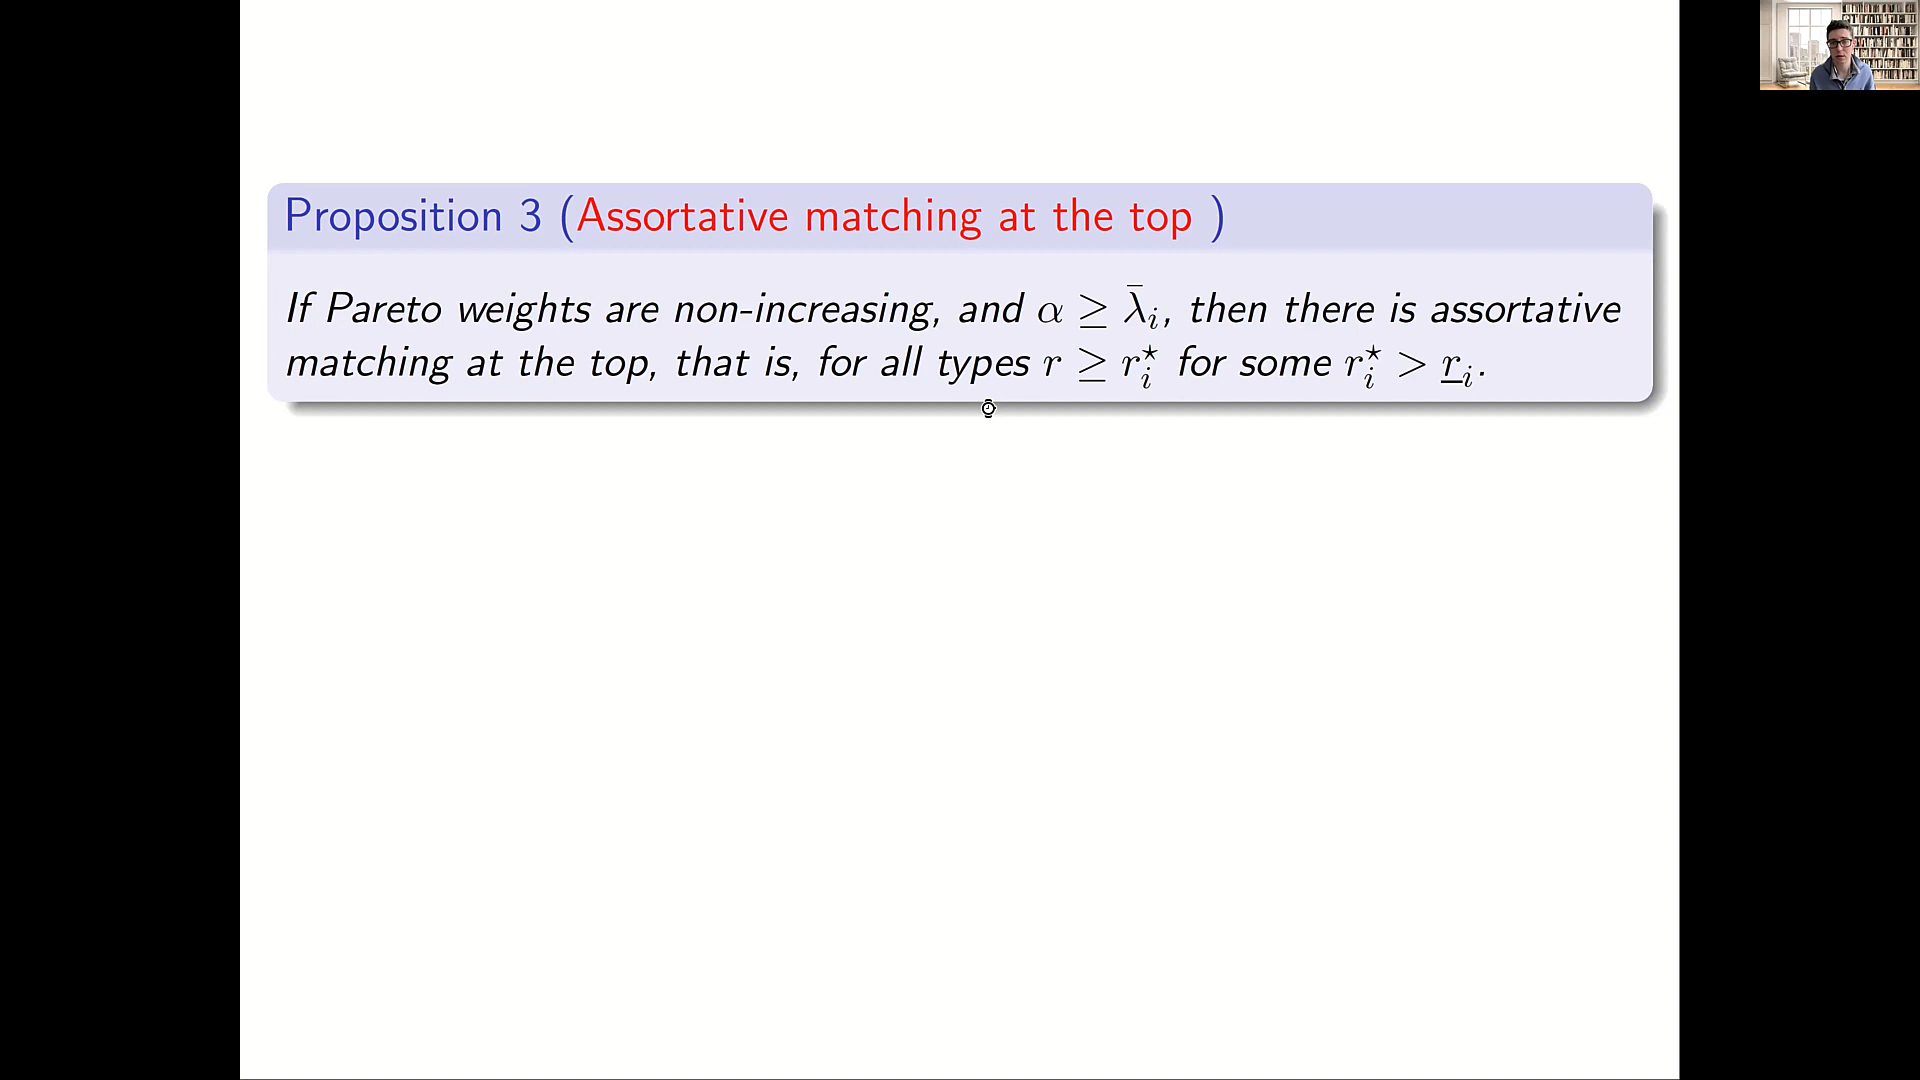 Proposition 3 (Assortative matching at the top )
If Pareto weights are non-increasing, and α ≥ λ̄ᵢ, then there is assortative
matching at the top, that is, for all types r ≥ rᵢ⋆ for some rᵢ⋆ > r̲ᵢ.